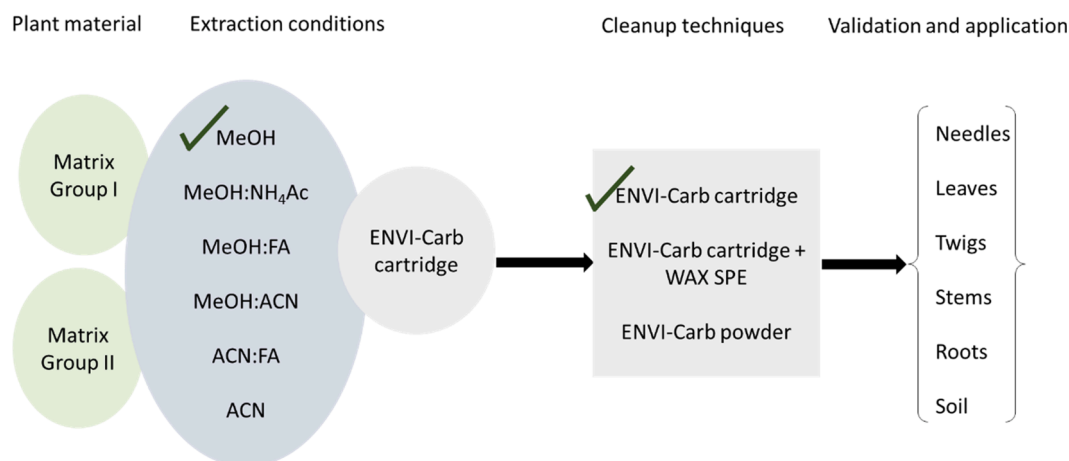 Plant material
Extraction conditions
Cleanup techniques
Validation and application
Matrix
Group I
Matrix
Group II
MeOH
MeOH:NH₄Ac
MeOH:FA
MeOH:ACN
ACN:FA
ACN
ENVI-Carb
cartridge
ENVI-Carb cartridge
ENVI-Carb cartridge +
WAX SPE
ENVI-Carb powder
Needles
Leaves
Twigs
Stems
Roots
Soil